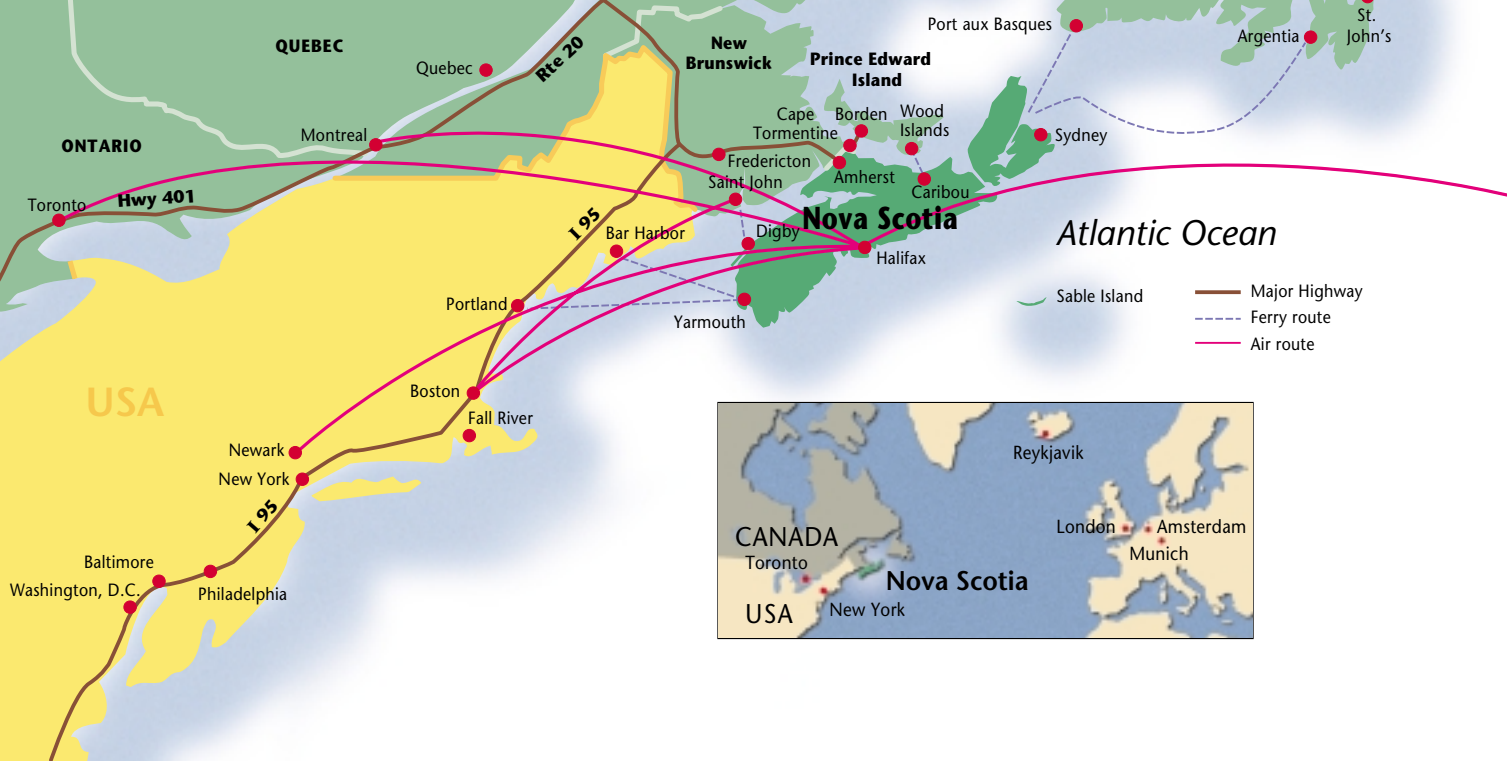 Port aux Basques
St.
John's
Argentia
QUEBEC
New
Brunswick
Rte 20
Prince Edward
Island
Quebec
Cape
Tormentine
Borden
Wood
Islands
Montreal
Sydney
ONTARIO
Fredericton
Amherst
Saint John
Caribou
Hwy 401
Toronto
Nova Scotia
I 95
Bar Harbor
Digby
Atlantic Ocean
Halifax
Portland
Sable Island
Major Highway
Ferry route
Air route
Yarmouth
USA
Boston
Fall River
Newark
New York
I 95
Baltimore
Washington, D.C.
Philadelphia
Reykjavik
London
Amsterdam
Munich
CANADA
Toronto
Nova Scotia
USA
New York